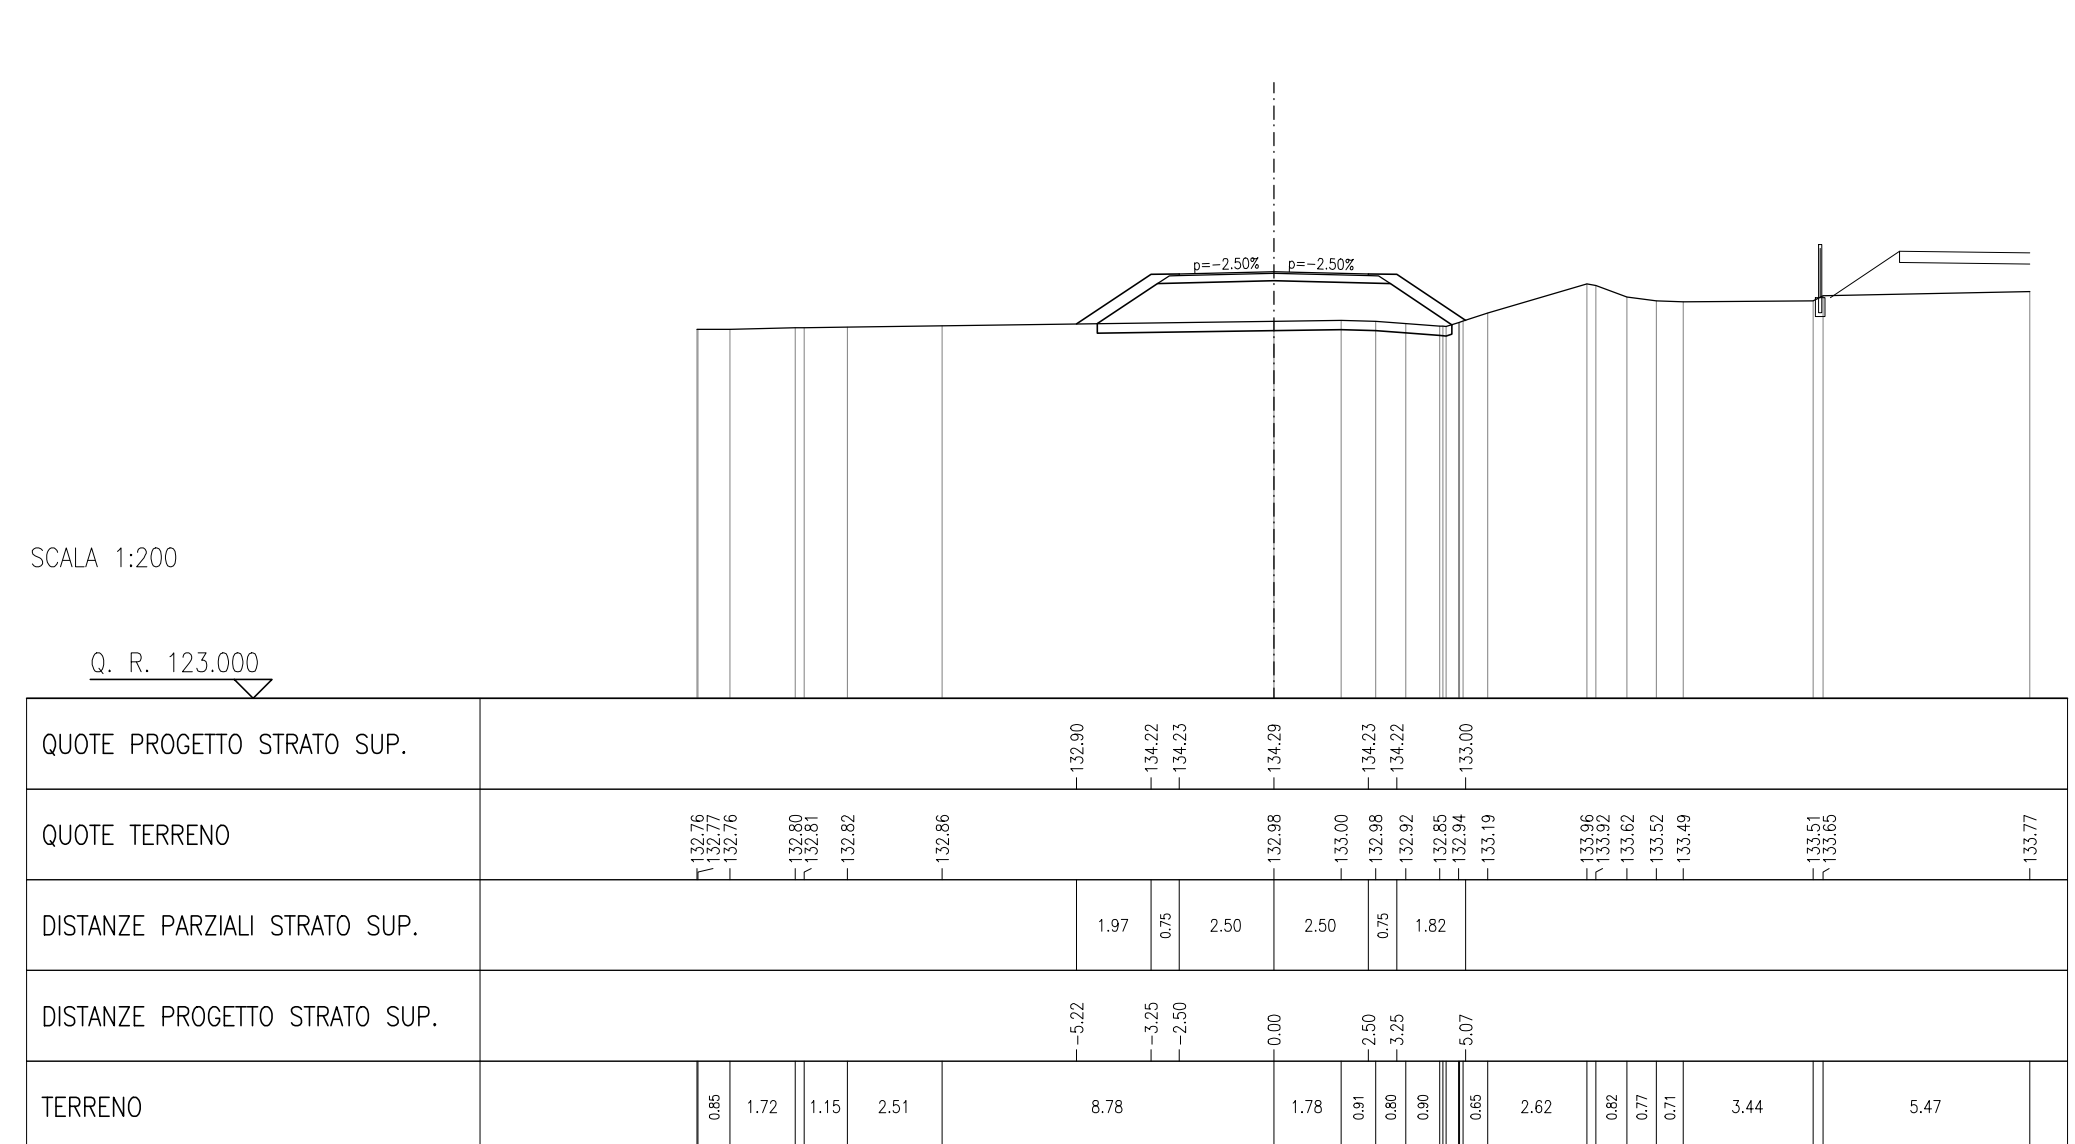 p=-2.50% p=-2.50%
SCALA 1:200
Q. R. 123.000
QUOTE PROGETTO STRATO SUP. 132.90 134.22 134.23 134.29 134.23 134.22 133.00
QUOTE TERRENO 132.76 132.77 132.76 132.80 132.81 132.82 132.86 132.98 133.00 132.98 132.92 132.85 132.94 133.19 133.96 133.92 133.62 133.52 133.49 133.51 133.65 133.77
DISTANZE PARZIALI STRATO SUP. 1.97 0.75 2.50 2.50 0.75 1.82
DISTANZE PROGETTO STRATO SUP. -5.22 -3.25 -2.50 0.00 2.50 3.25 5.07
TERRENO 0.85 1.72 1.15 2.51 8.78 1.78 0.91 0.80 0.90 0.65 2.62 0.82 0.77 0.71 3.44 5.47